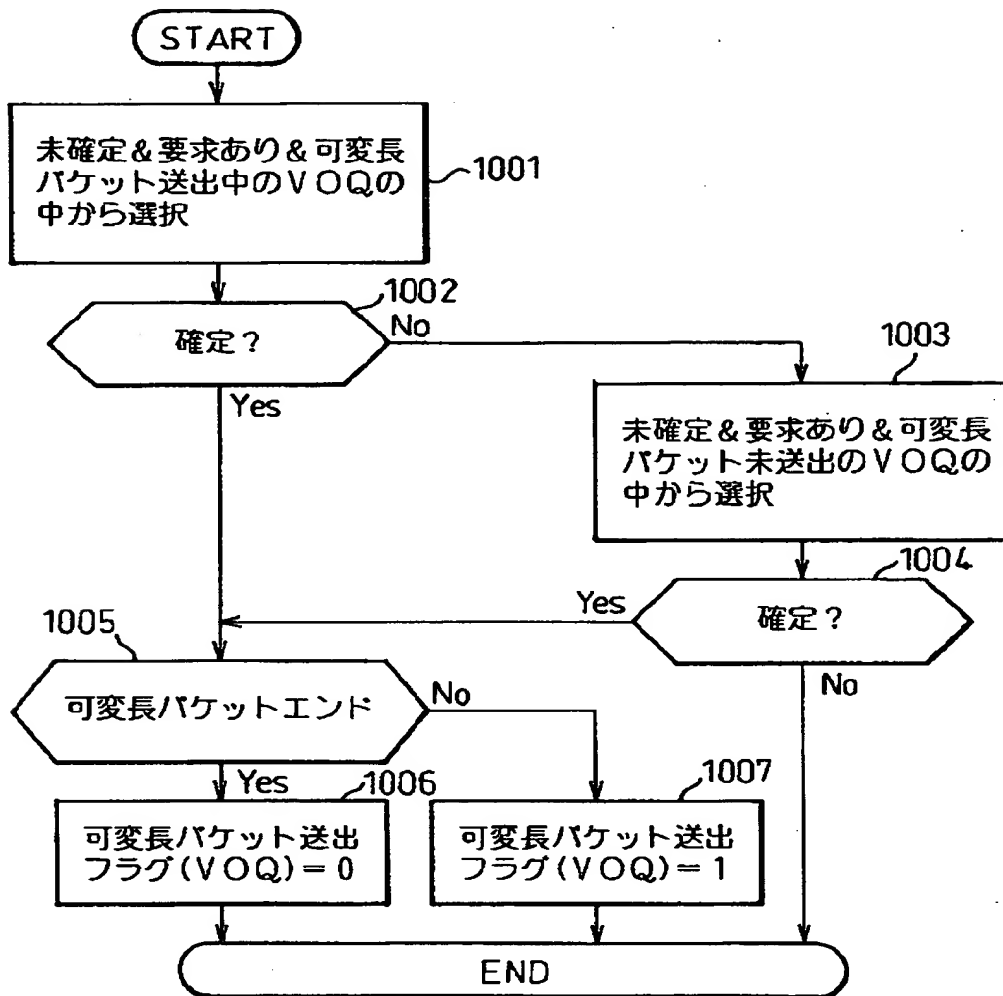 START
未確定&要求あり&可変長
パケット送出中のVOQの
中から選択
1001
1002
確定?
No
Yes
1003
未確定&要求あり&可変長
パケット未送出のVOQの
中から選択
1004
確定?
Yes
No
1005
可変長パケットエンド
No
Yes
1006
可変長パケット送出
フラグ(VOQ)=0
1007
可変長パケット送出
フラグ(VOQ)=1
END